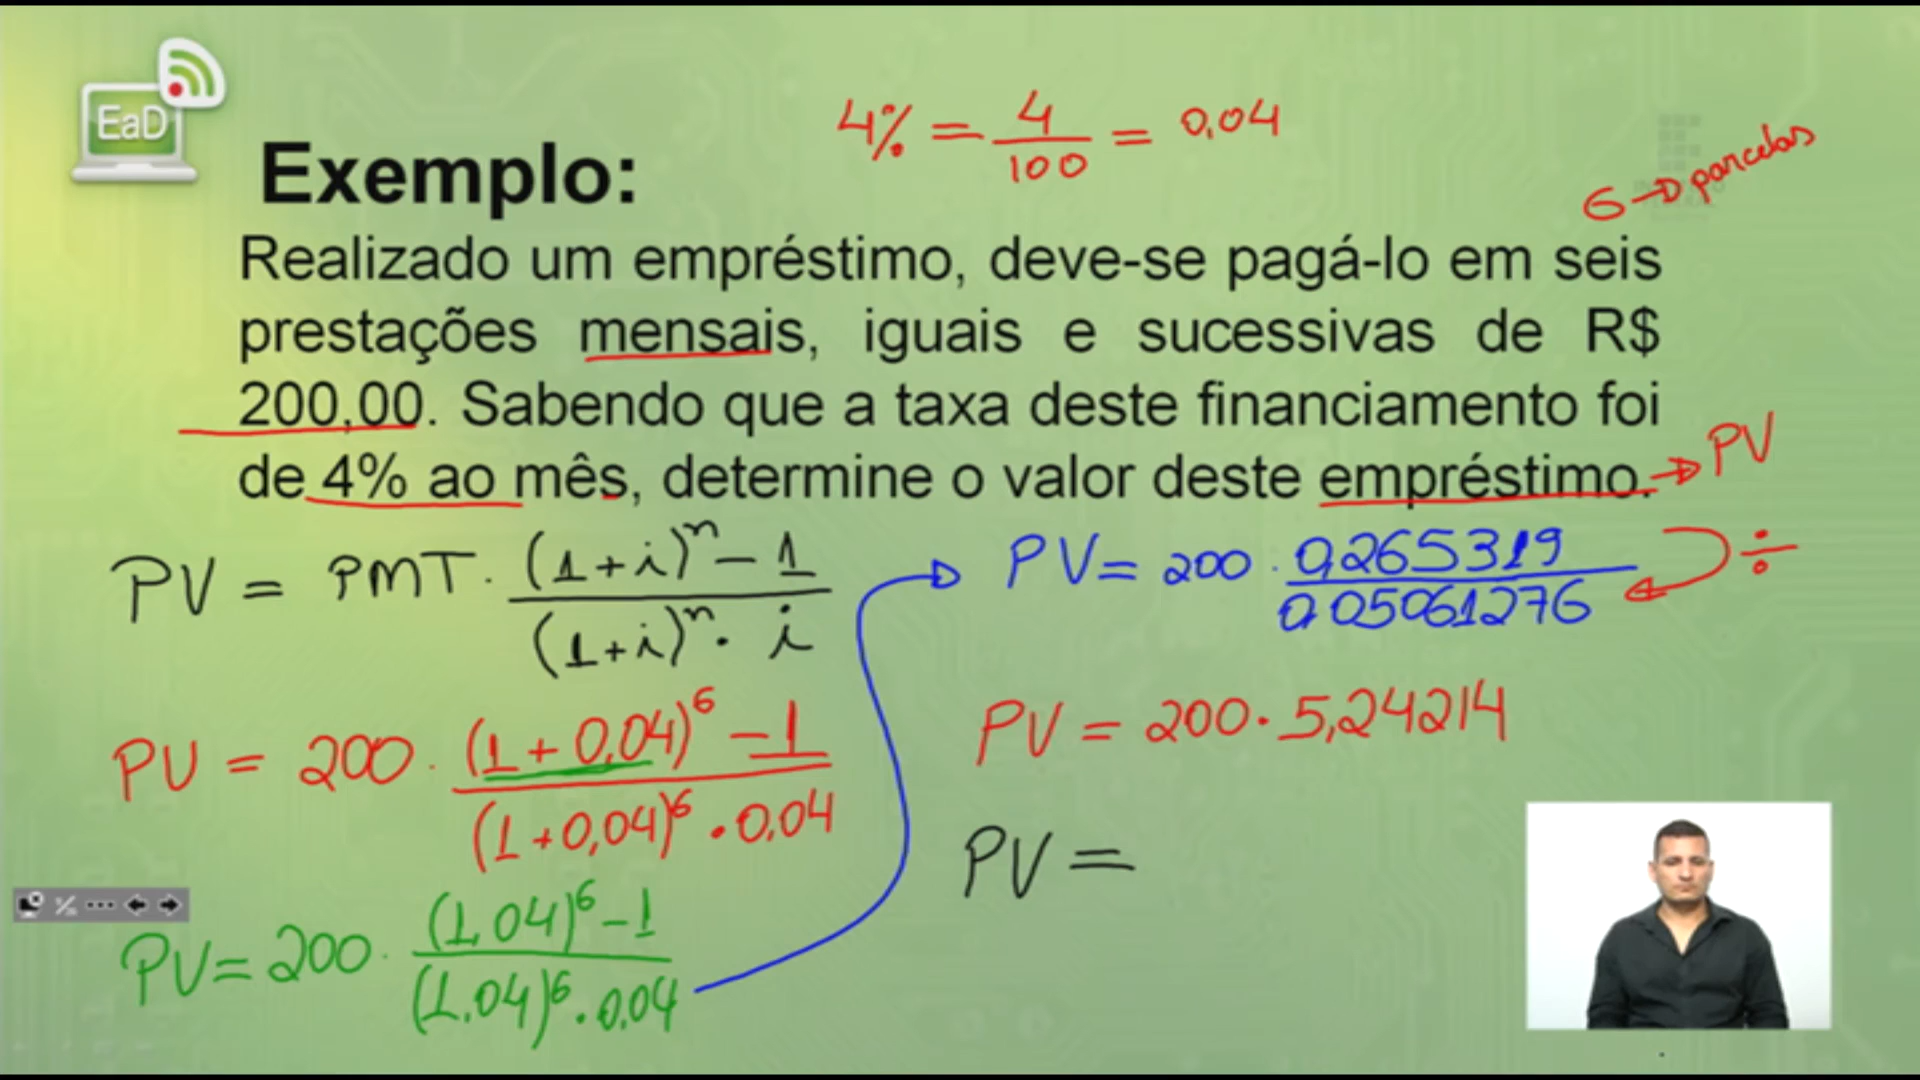 EaD
4% = 4/100 = 0,04
6 → parcelas
Exemplo:
Realizado um empréstimo, deve-se pagá-lo em seis
prestações mensais, iguais e sucessivas de R$
200,00. Sabendo que a taxa deste financiamento foi
de 4% ao mês, determine o valor deste empréstimo. → PV
PV = PMT · (1+i)^n - 1 / (1+i)^n · i
PV = 200 · (1+0,04)^6 - 1 / (1+0,04)^6 · 0,04
PV = 200 · (1,04)^6 - 1 / (1,04)^6 · 0,04
PV = 200 · 0,265319 / 0,05061276 ÷
PV = 200 · 5,24214
PV =